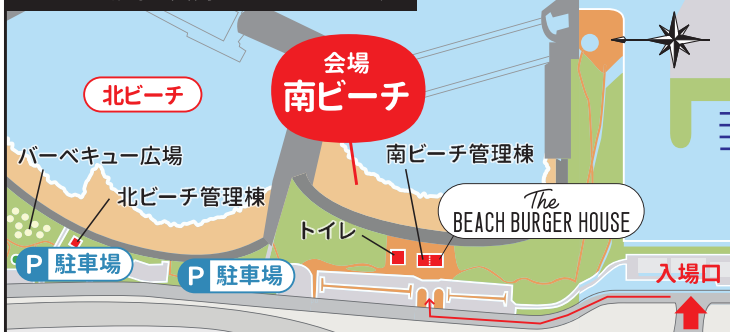 会場
南ビーチ
北ビーチ
バーベキュー広場
南ビーチ管理棟
北ビーチ管理棟
The
BEACH BURGER HOUSE
トイレ
P 駐車場
P 駐車場
入場口